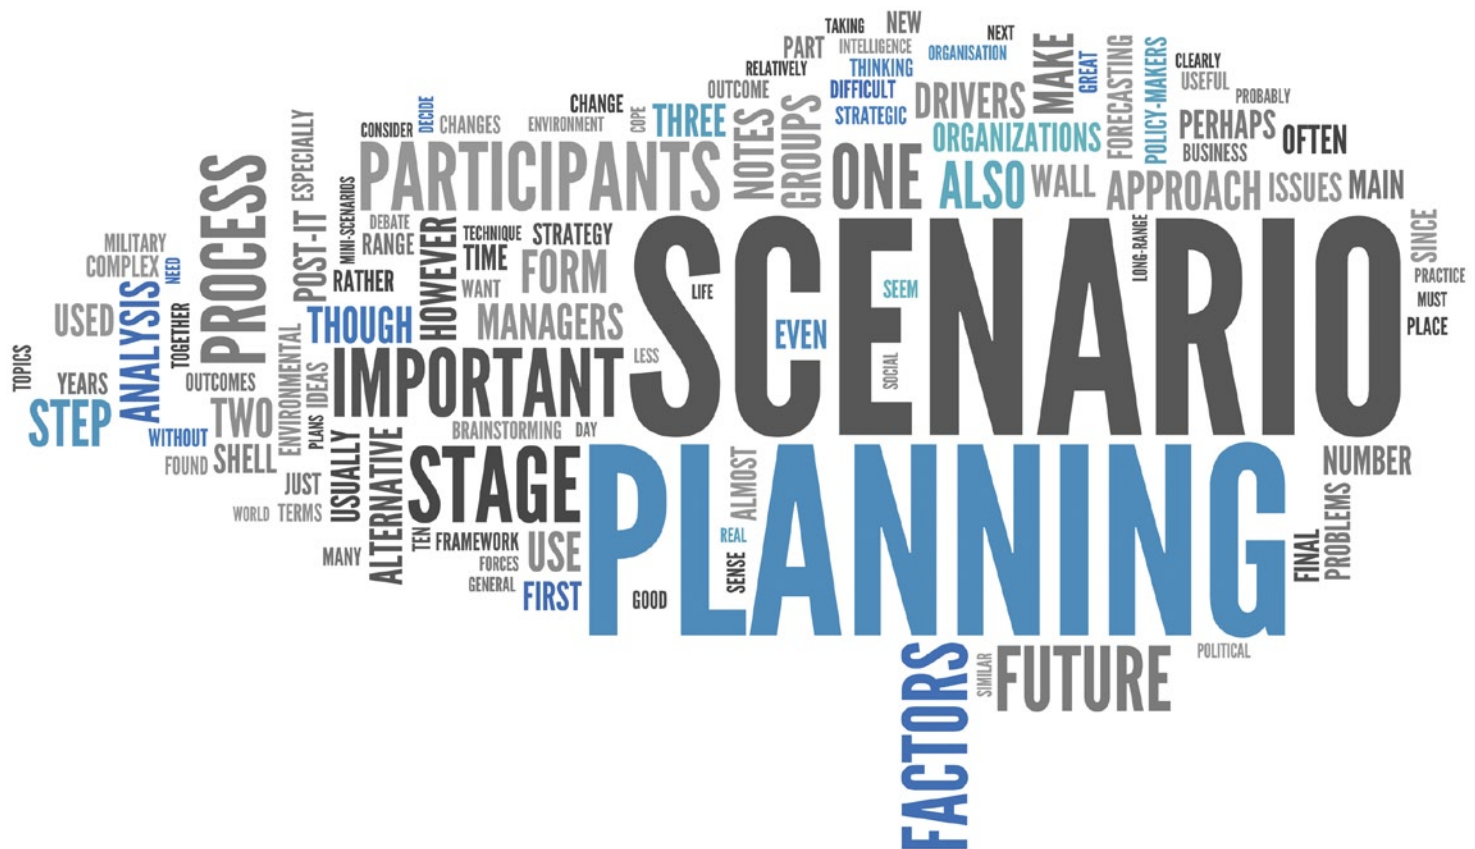 TAKING
NEW
NEXT
PART
INTELLIGENCE
ORGANISATION
RELATIVELY
THINKING
MAKE
GREAT
FORECASTING
POLICY-MAKERS
CLEARLY
OUTCOME
DIFFICULT
USEFUL
CHANGE
STRATEGIC
DRIVERS
PROBABLY
CONSIDER
DECIDE
CHANGES
ENVIRONMENT
COPE
THREE
NOTES
GROUPS
ORGANIZATIONS
PERHAPS
OFTEN
BUSINESS
ESPECIALLY
PARTICIPANTS
ONE
ALSO
WALL
APPROACH
ISSUES
MAIN
PROCESS
MINI-SCENARIOS
DEBATE
MILITARY
COMPLEX
NEED
POST-IT
RANGE
HOWEVER
TECHNIQUE
STRATEGY
TIME
FORM
SCENARIO
LONG-RANGE
SINCE
RATHER
WANT
LIFE
SEEM
PRACTICE
MUST
USED
ANALYSIS
TOGETHER
THOUGH
MANAGERS
EVEN
PLACE
TOPICS
YEARS
OUTCOMES
ENVIRONMENTAL
IDEAS
IMPORTANT
LESS
SOCIAL
STEP
WITHOUT
TWO
PLANS
BRAINSTORMING
DAY
FOUND
SHELL
USUALLY
ALTERNATIVE
STAGE
PLANNING
ALMOST
NUMBER
JUST
WORLD
TERMS
MANY
TEN
FRAMEWORK
USE
REAL
FINAL
PROBLEMS
FORCES
GENERAL
FIRST
GOOD
SENSE
FACTORS
SIMILAR
FUTURE
POLITICAL